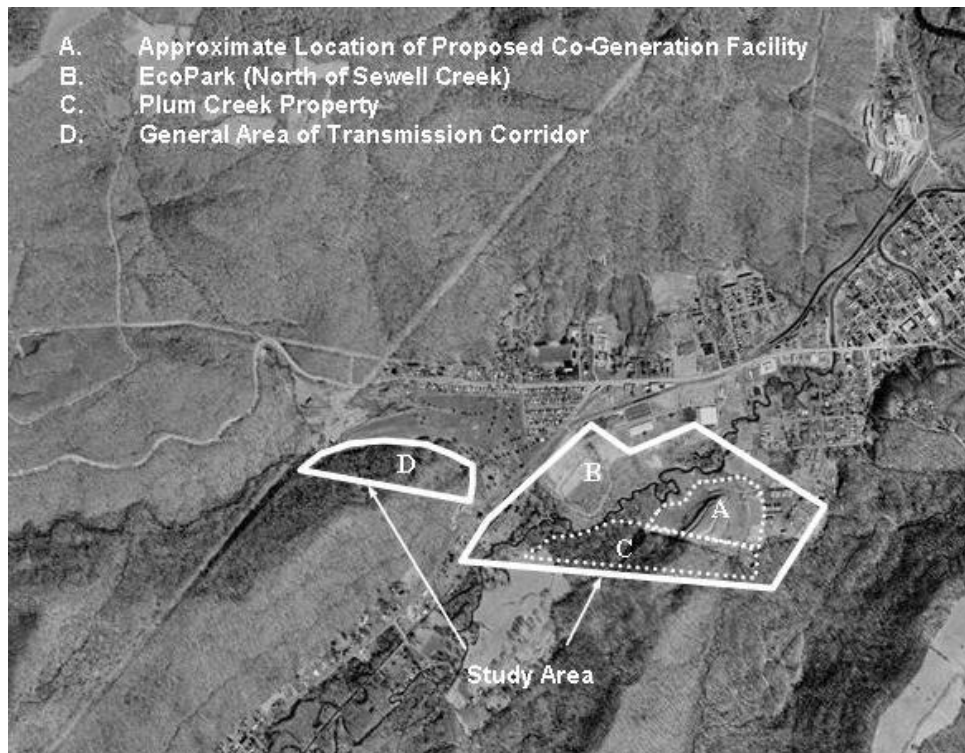 A. Approximate Location of Proposed Co-Generation Facility
B. EcoPark (North of Sewell Creek)
C. Plum Creek Property
D. General Area of Transmission Corridor
D
B
A
C
Study Area